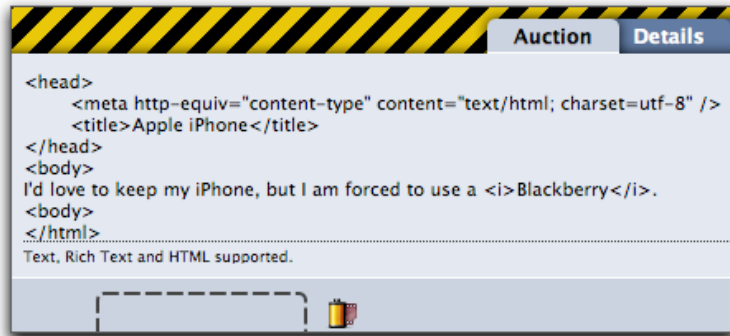 Auction Details
<head>
<meta http-equiv="content-type" content="text/html; charset=utf-8" />
<title>Apple iPhone</title>
</head>
<body>
I'd love to keep my iPhone, but I am forced to use a <i>Blackberry</i>.
<body>
</html>
Text, Rich Text and HTML supported.